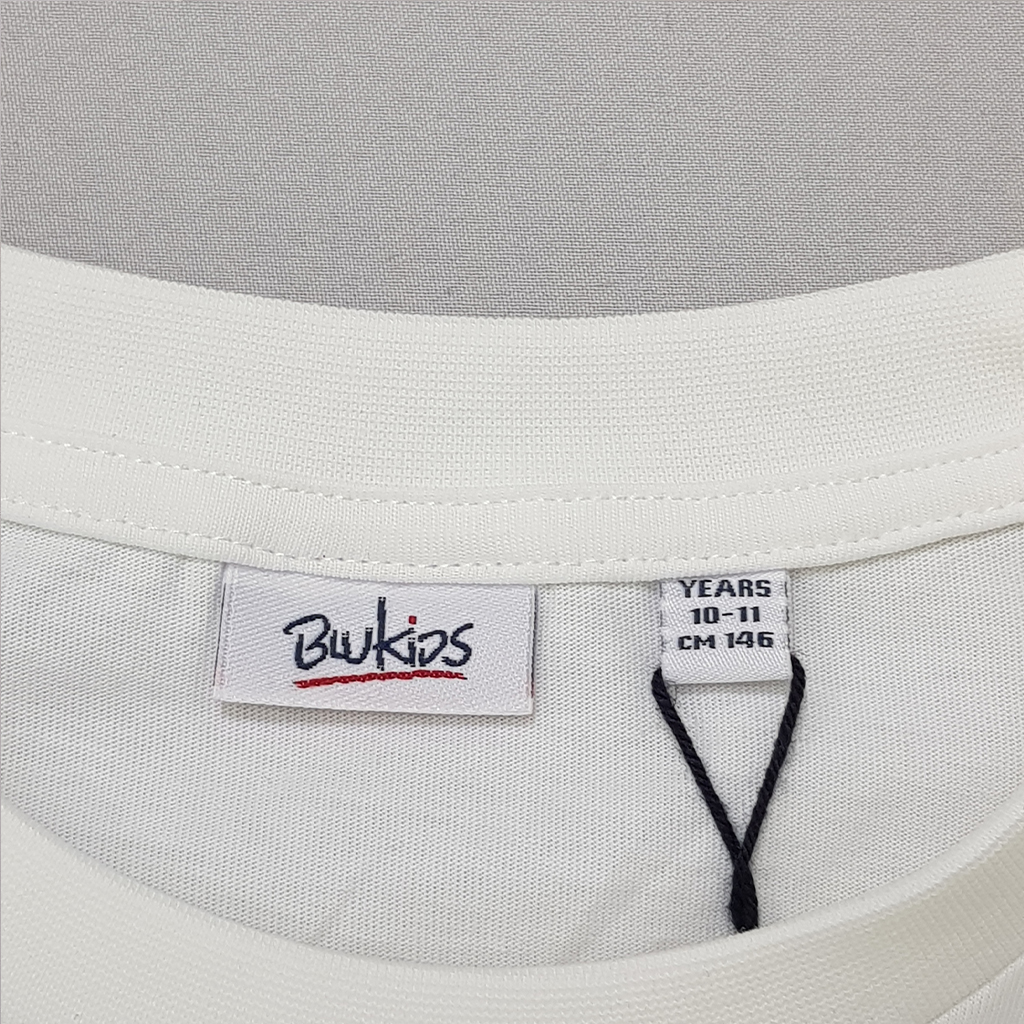 BluKids
YEARS
10-11
CM 146